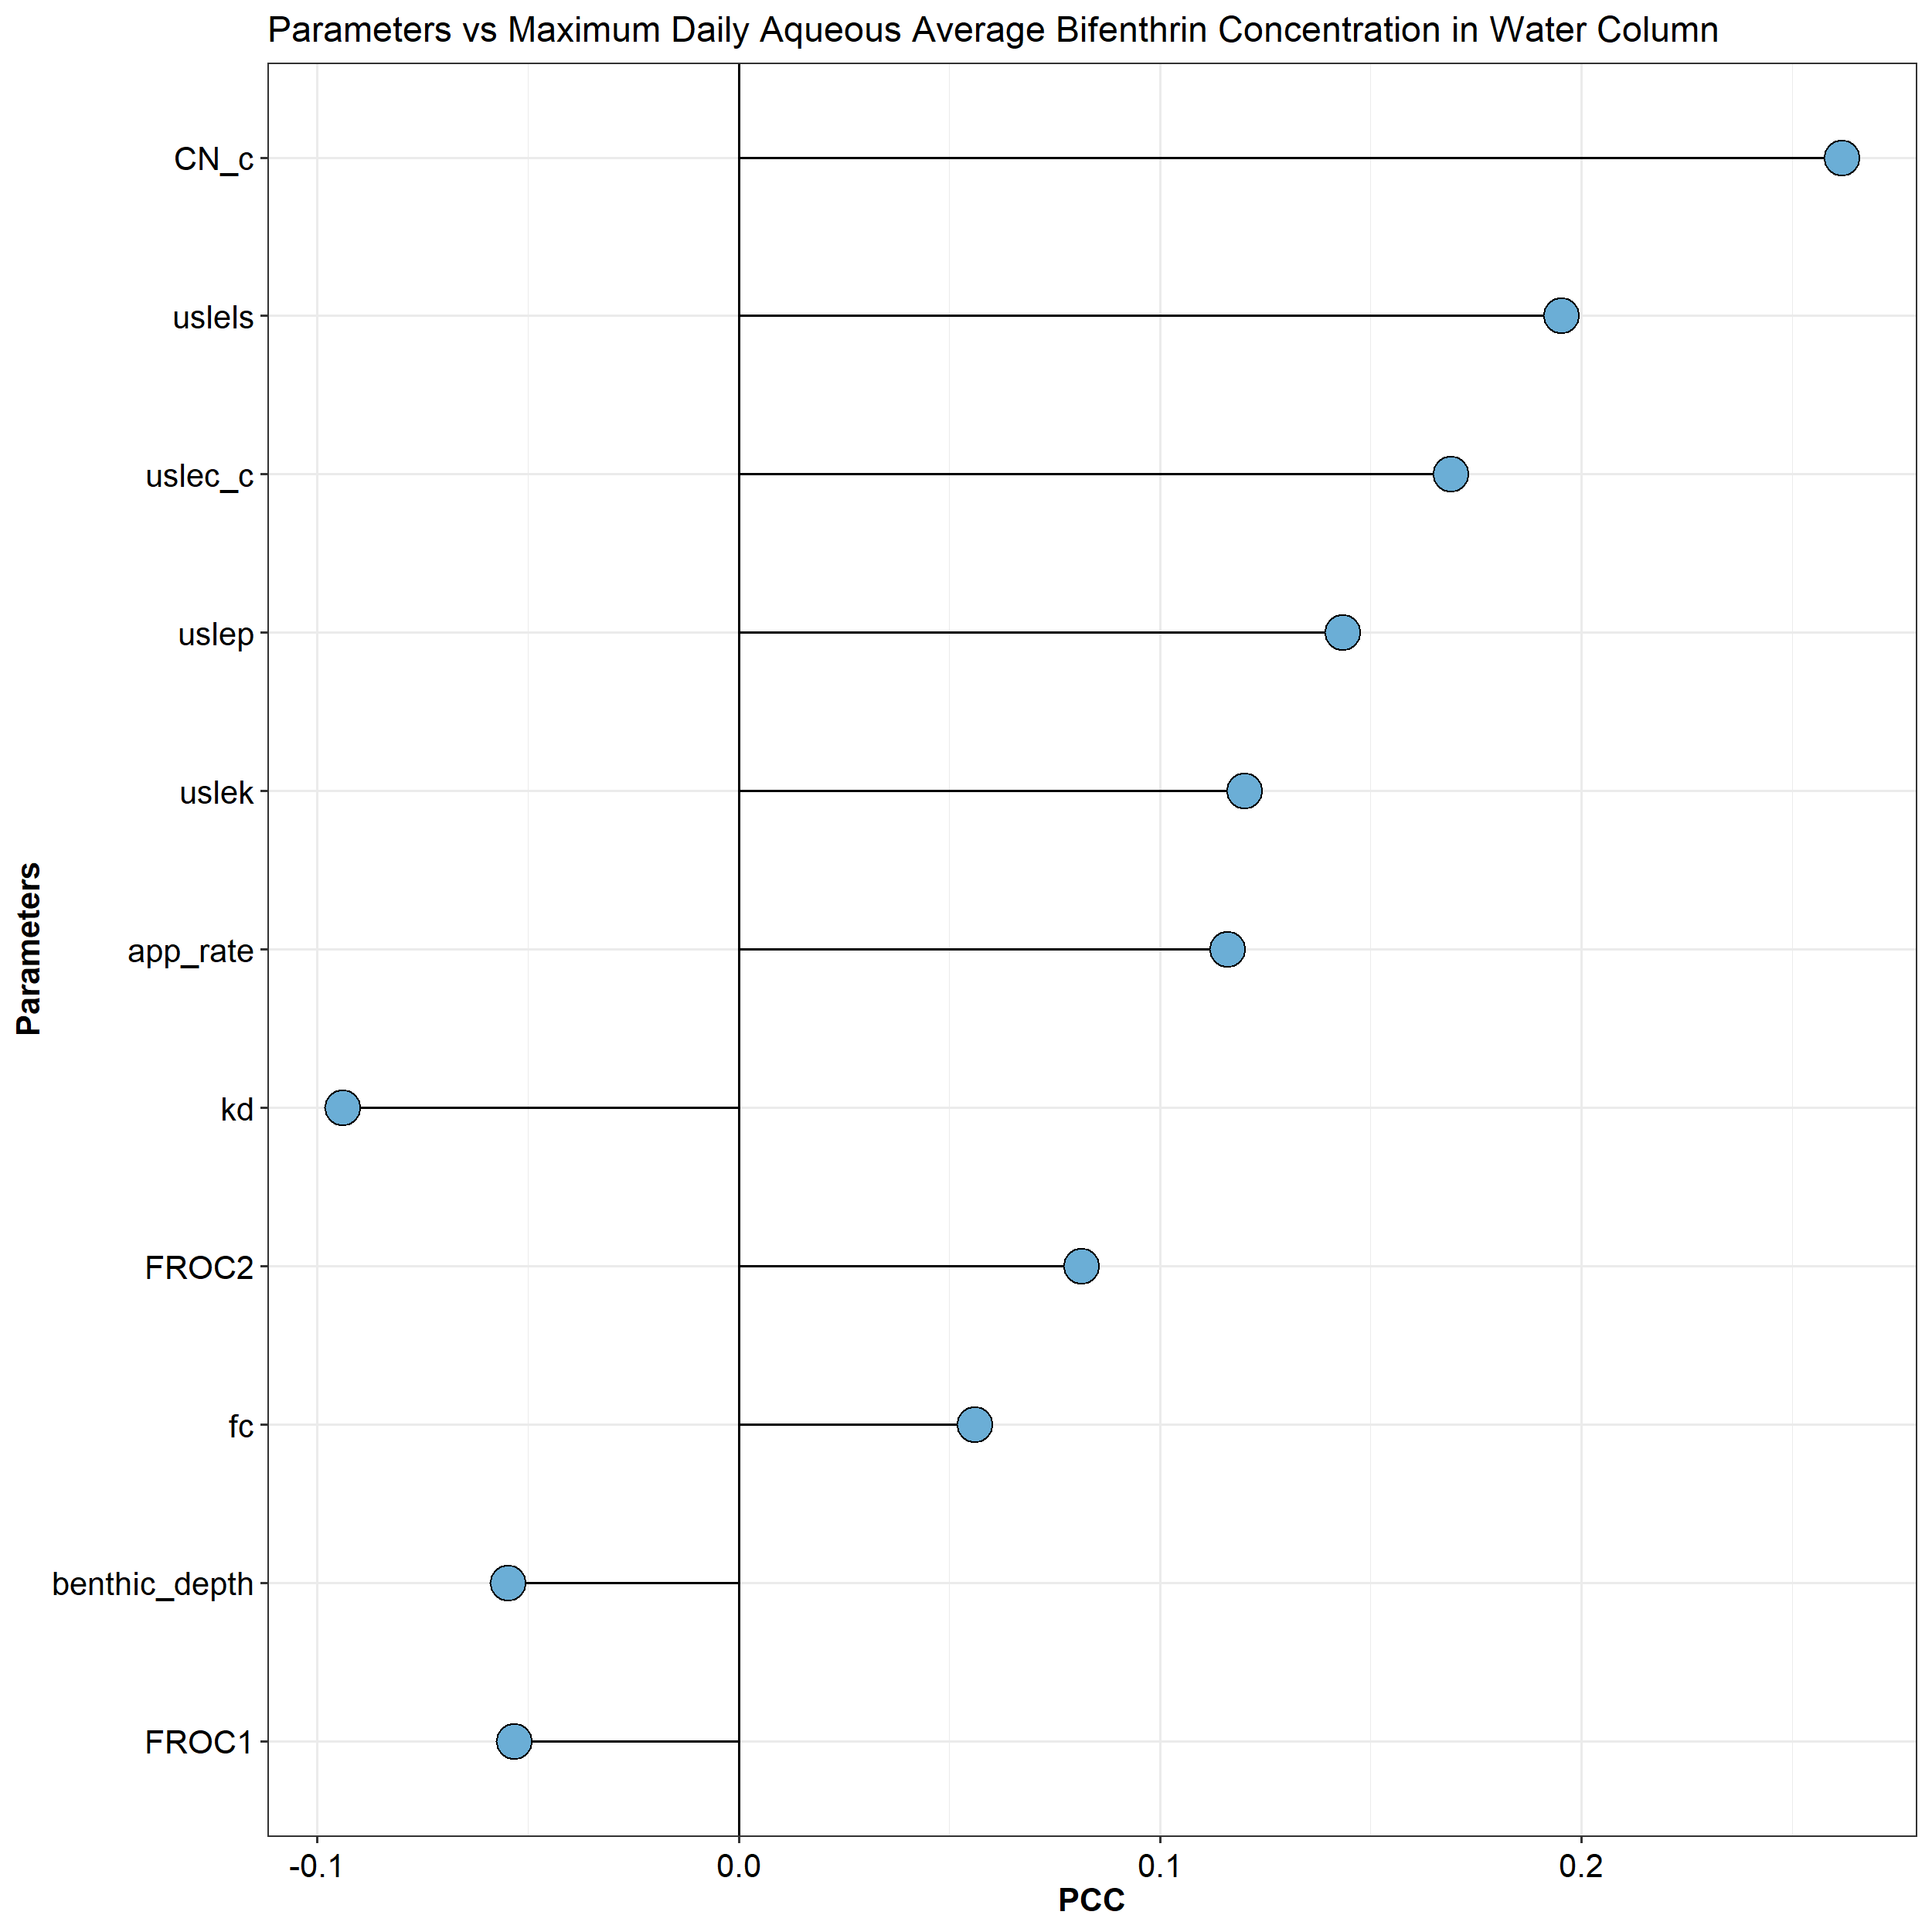 Parameters vs Maximum Daily Aqueous Average Bifenthrin Concentration in Water Column
Parameters
CN_c
uslels
uslec_c
uslep
uslek
app_rate
kd
FROC2
fc
benthic_depth
FROC1
-0.1 0.0 0.1 0.2
PCC